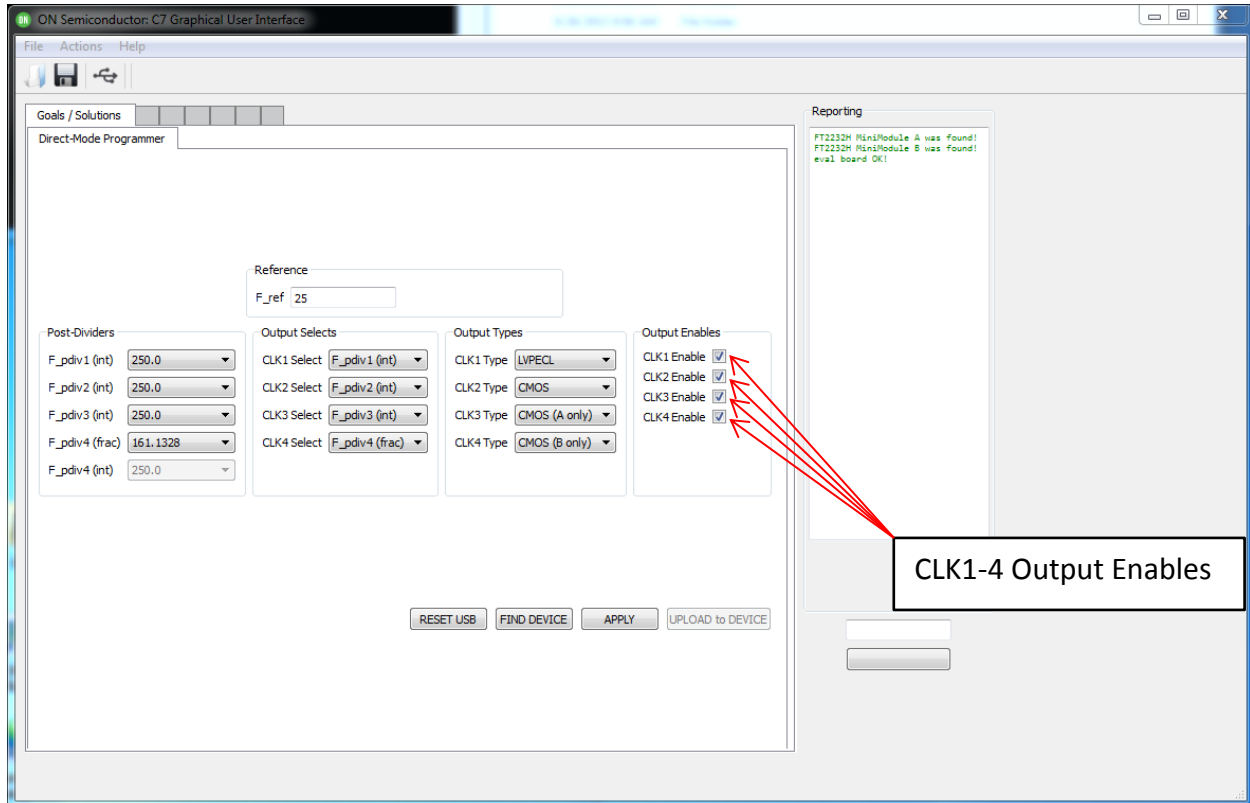 ON Semiconductor: C7 Graphical User Interface
File Actions Help
Goals / Solutions
Direct-Mode Programmer
Reference
F_ref 25
Post-Dividers
F_pdiv1 (int) 250.0
F_pdiv2 (int) 250.0
F_pdiv3 (int) 250.0
F_pdiv4 (frac) 161.1328
F_pdiv4 (int) 250.0
Output Selects
CLK1 Select F_pdiv1 (int)
CLK2 Select F_pdiv2 (int)
CLK3 Select F_pdiv3 (int)
CLK4 Select F_pdiv4 (frac)
Output Types
CLK1 Type LVPECL
CLK2 Type CMOS
CLK3 Type CMOS (A only)
CLK4 Type CMOS (B only)
Output Enables
CLK1 Enable
CLK2 Enable
CLK3 Enable
CLK4 Enable
RESET USB FIND DEVICE APPLY UPLOAD to DEVICE
Reporting
FT2232H MiniModule A was found!
FT2232H MiniModule B was found!
eval board OK!
CLK1-4 Output Enables